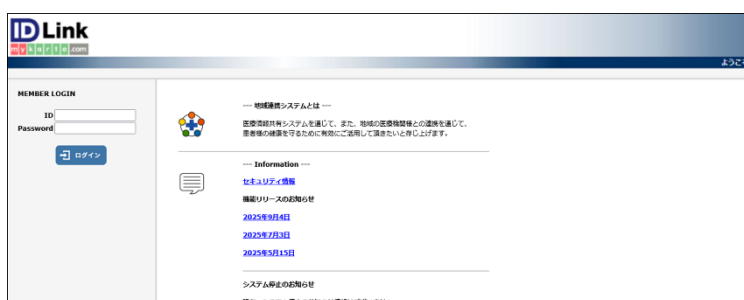 ID Link
mykarte.com
ようこそ
MEMBER LOGIN
ID
Password
ログイン
--- 地域連携システムとは ---
医療情報共有システムを通じて、また、地域の医療機関様との連携を通じて、
患者様の健康を守るために有効にご活用して頂きたいと存じ上げます。
--- Information ---
セキュリティ情報
機能リリースのお知らせ
2025年9月4日
2025年7月3日
2025年5月15日
システム停止のお知らせ